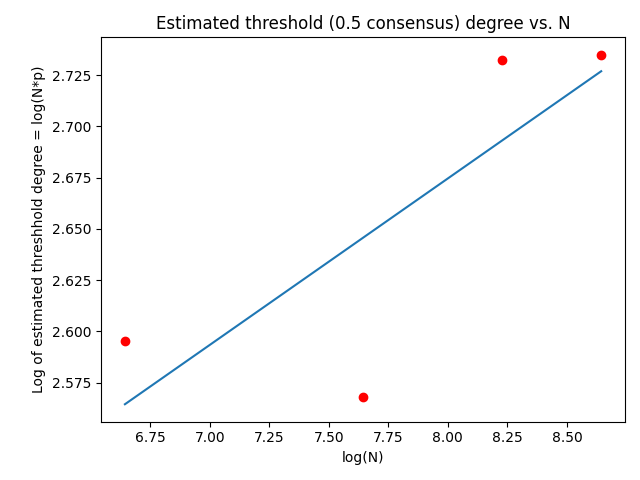 Estimated threshold (0.5 consensus) degree vs. N
Log of estimated threshhold degree = log(N*p)
2.725
2.700
2.675
2.650
2.625
2.600
2.575
6.75 7.00 7.25 7.50 7.75 8.00 8.25 8.50
log(N)